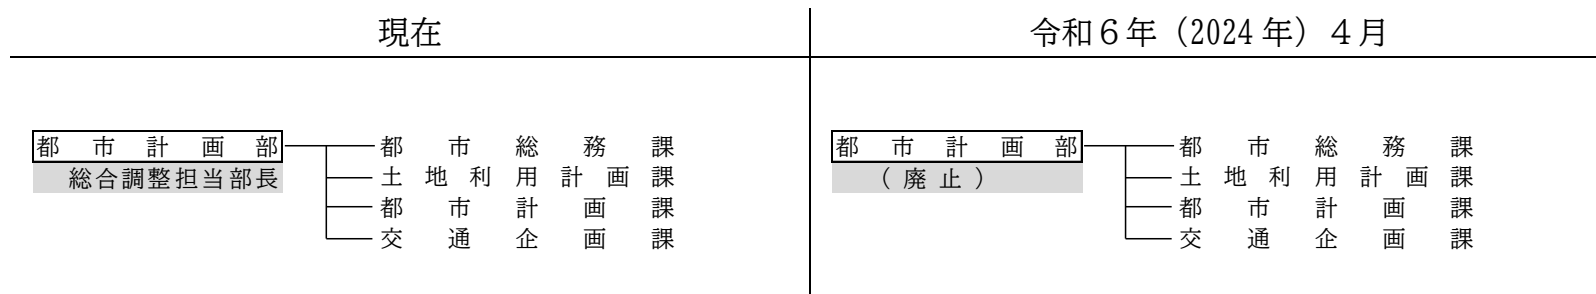 現在
令和６年（2024年）４月
都市計画部
総合調整担当部長
都市総務課
土地利用計画課
都市計画課
交通企画課
都市計画部
（廃止）
都市総務課
土地利用計画課
都市計画課
交通企画課